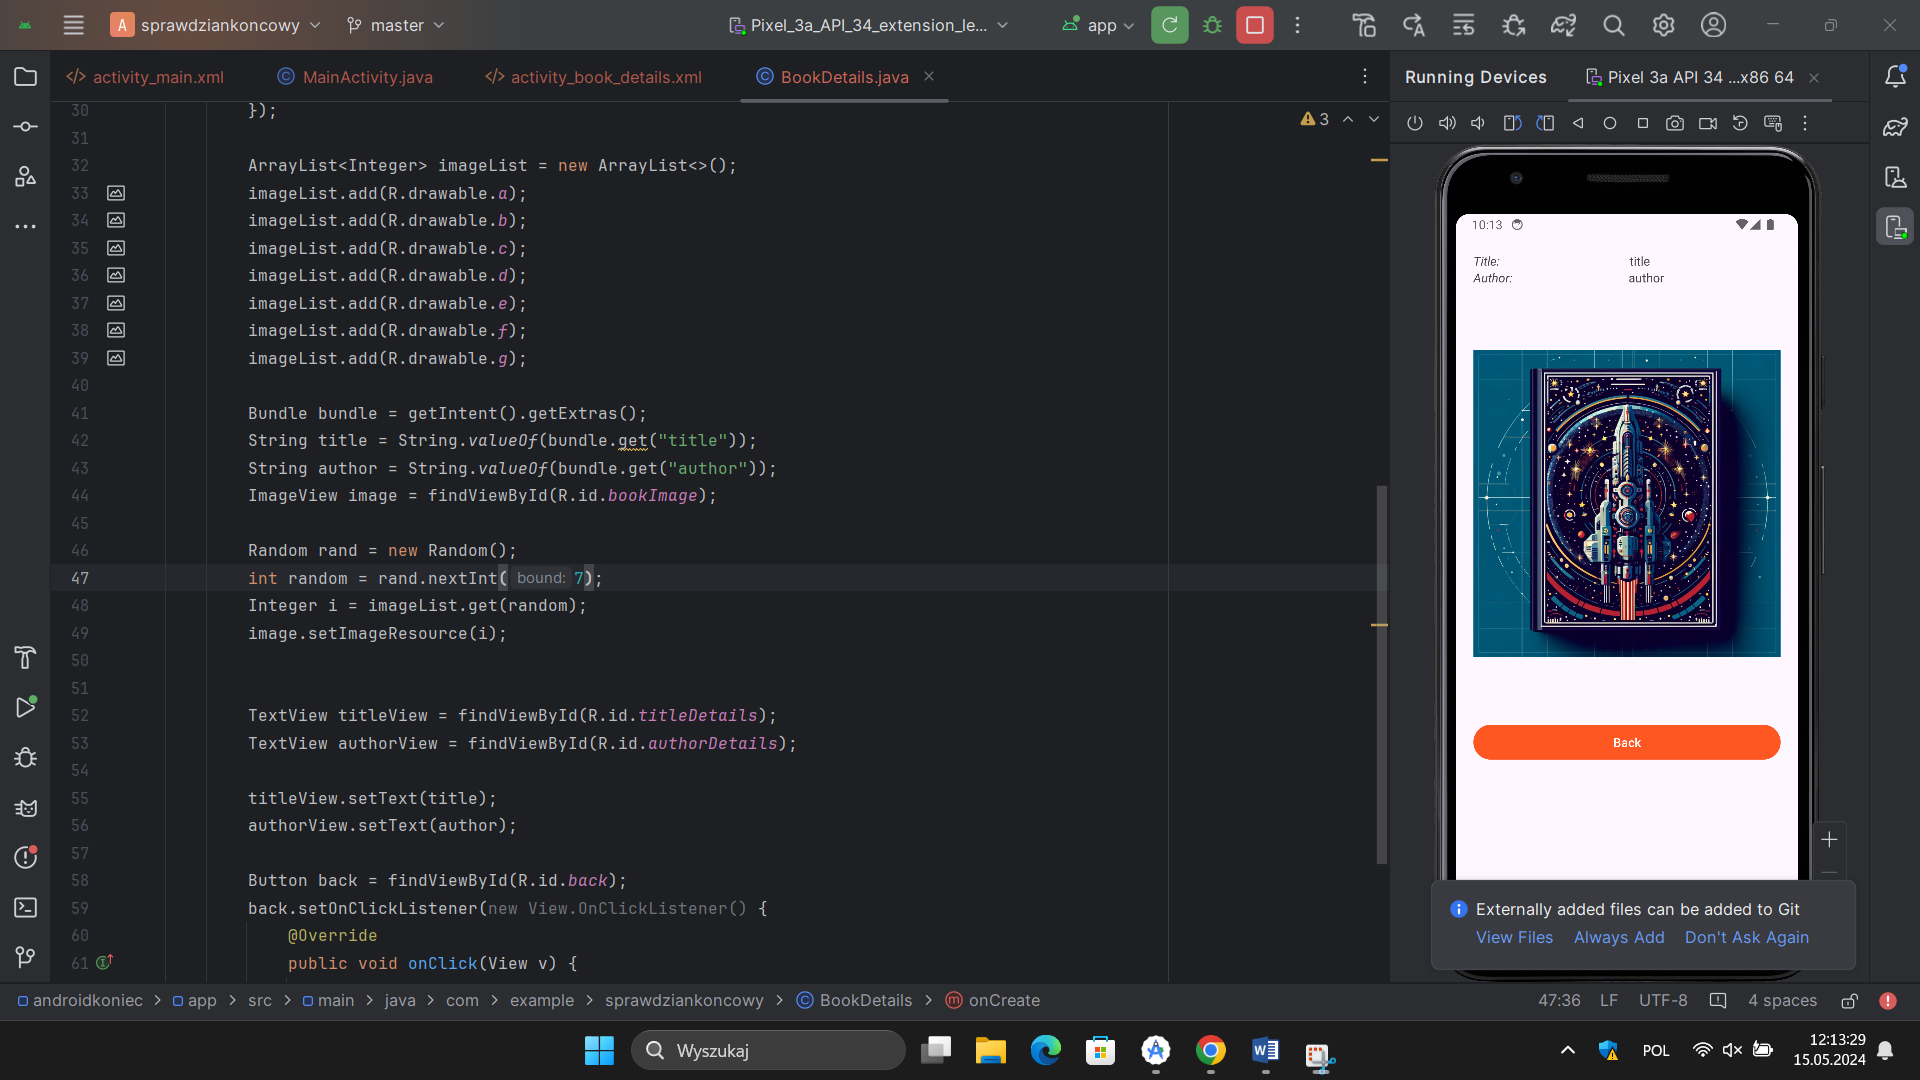 A sprawdziankoncowy master Pixel_3a_API_34_extension_le... app
activity_main.xml MainActivity.java activity_book_details.xml BookDetails.java
Running Devices Pixel 3a API 34 ...x86 64
3
30 });
31
32 ArrayList<Integer> imageList = new ArrayList<>();
33 imageList.add(R.drawable.a);
34 imageList.add(R.drawable.b);
35 imageList.add(R.drawable.c);
36 imageList.add(R.drawable.d);
37 imageList.add(R.drawable.e);
38 imageList.add(R.drawable.f);
39 imageList.add(R.drawable.g);
40
41 Bundle bundle = getIntent().getExtras();
42 String title = String.valueOf(bundle.get("title"));
43 String author = String.valueOf(bundle.get("author"));
44 ImageView image = findViewById(R.id.bookImage);
45
46 Random rand = new Random();
47 int random = rand.nextInt( bound: 7);
48 Integer i = imageList.get(random);
49 image.setImageResource(i);
50
51
52 TextView titleView = findViewById(R.id.titleDetails);
53 TextView authorView = findViewById(R.id.authorDetails);
54
55 titleView.setText(title);
56 authorView.setText(author);
57
58 Button back = findViewById(R.id.back);
59 back.setOnClickListener(new View.OnClickListener() {
60 @Override
61 public void onClick(View v) {
10:13
Title: title
Author: author
Back
Externally added files can be added to Git
View Files Always Add Don't Ask Again
androidkoniec > app > src > main > java > com > example > sprawdziankoncowy > BookDetails > onCreate
47:36 LF UTF-8 4 spaces
Wyszukaj
POL
12:13:29
15.05.2024